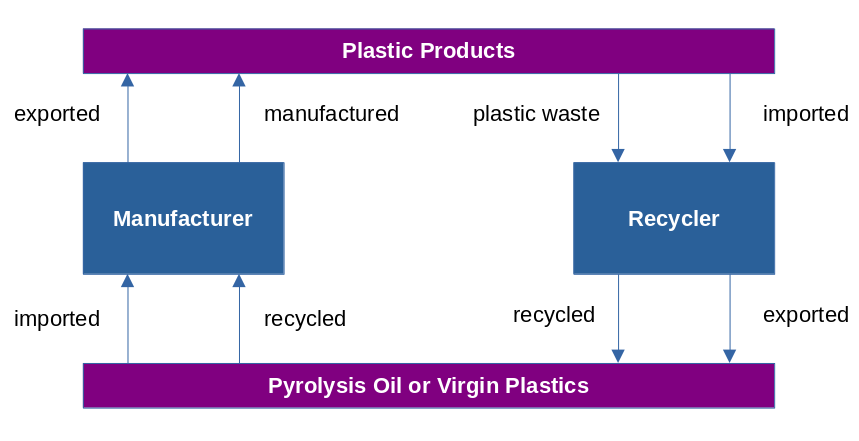 Plastic Products
exported
manufactured
plastic waste
imported
Manufacturer
Recycler
imported
recycled
recycled
exported
Pyrolysis Oil or Virgin Plastics